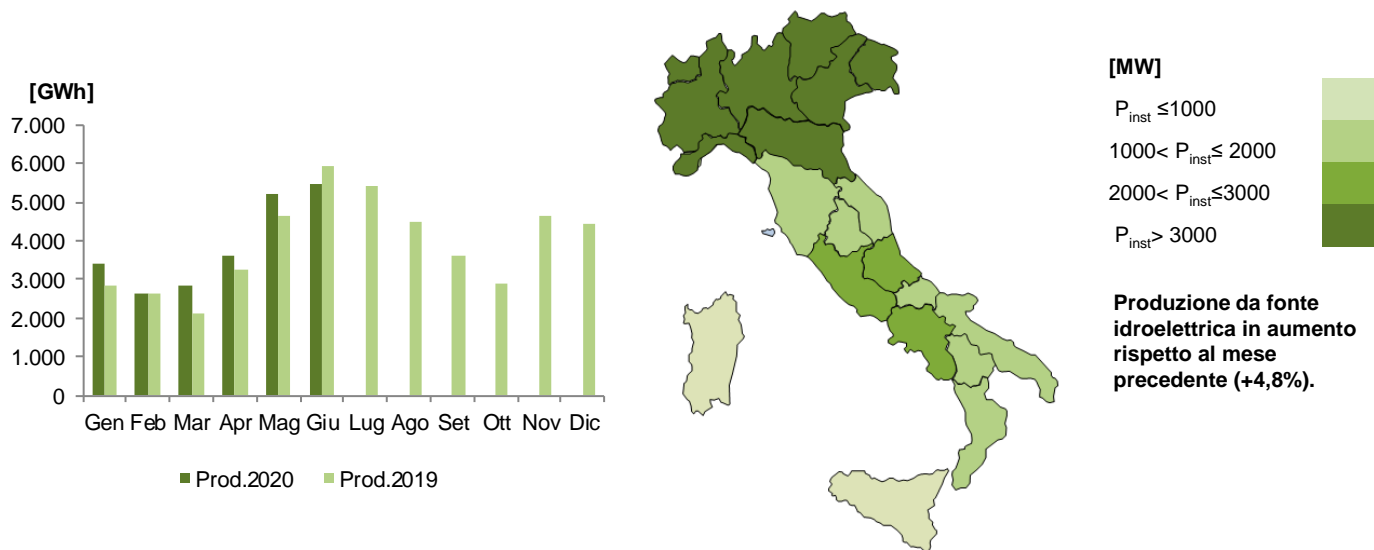 [GWh]
7.000
6.000
5.000
4.000
3.000
2.000
1.000
0
Gen Feb Mar Apr Mag Giu Lug Ago Set Ott Nov Dic
Prod.2020 Prod.2019
[MW]
Pinst ≤1000
1000< Pinst≤ 2000
2000< Pinst≤3000
Pinst> 3000
Produzione da fonte
idroelettrica in aumento
rispetto al mese
precedente (+4,8%).